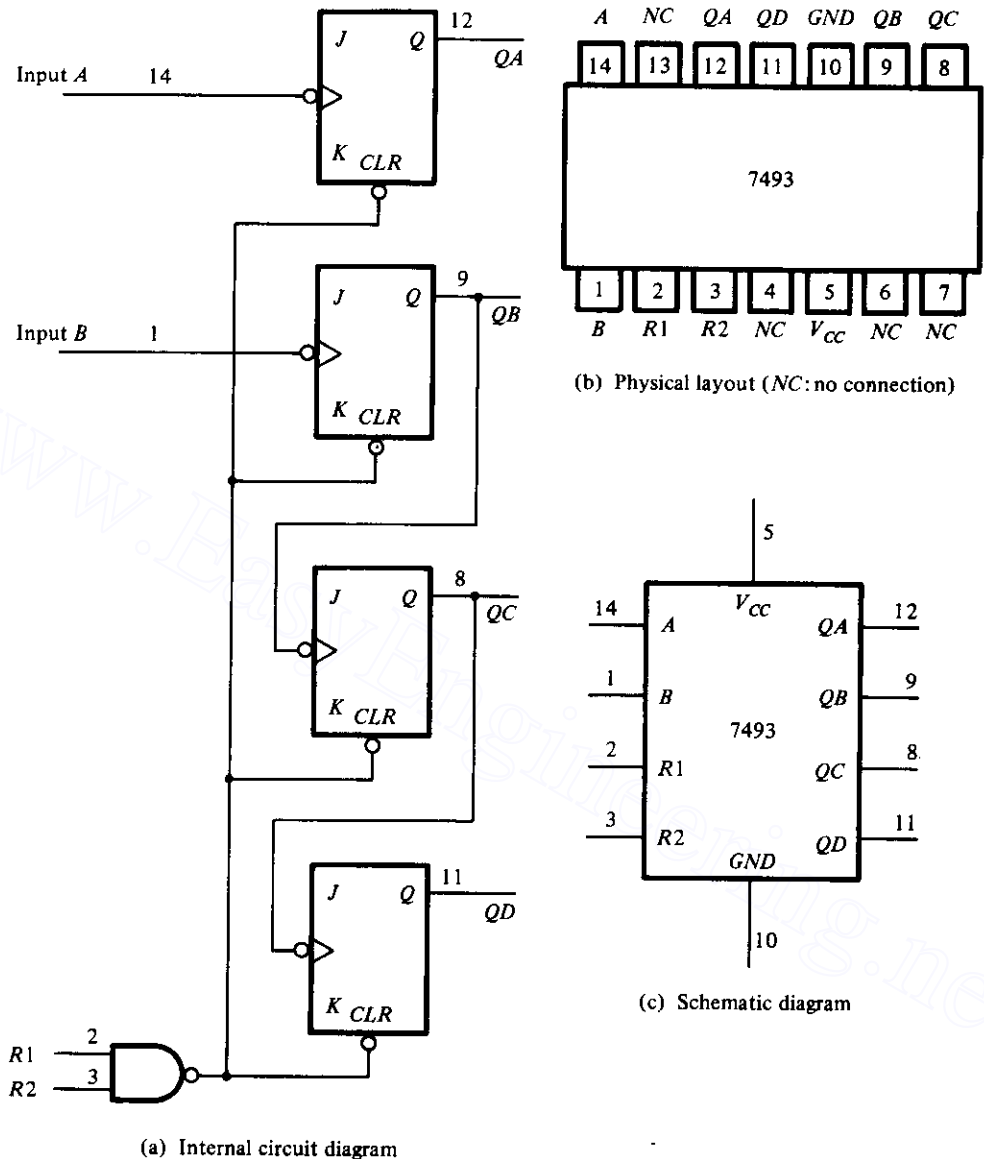 J Q 12
QA
Input A 14
K CLR
J Q 9
QB
Input B 1
K CLR
J Q 8
QC
K CLR
J Q 11
QD
K CLR
R1 2
R2 3
(a) Internal circuit diagram
A NC QA QD GND QB QC
14 13 12 11 10 9 8
7493
1 2 3 4 5 6 7
B R1 R2 NC VCC NC NC
(b) Physical layout (NC: no connection)
5
VCC
14 A QA 12
1 B QB 9
7493
2 R1 QC 8
3 R2 QD 11
GND
10
(c) Schematic diagram
www.EasyEngineering.ne